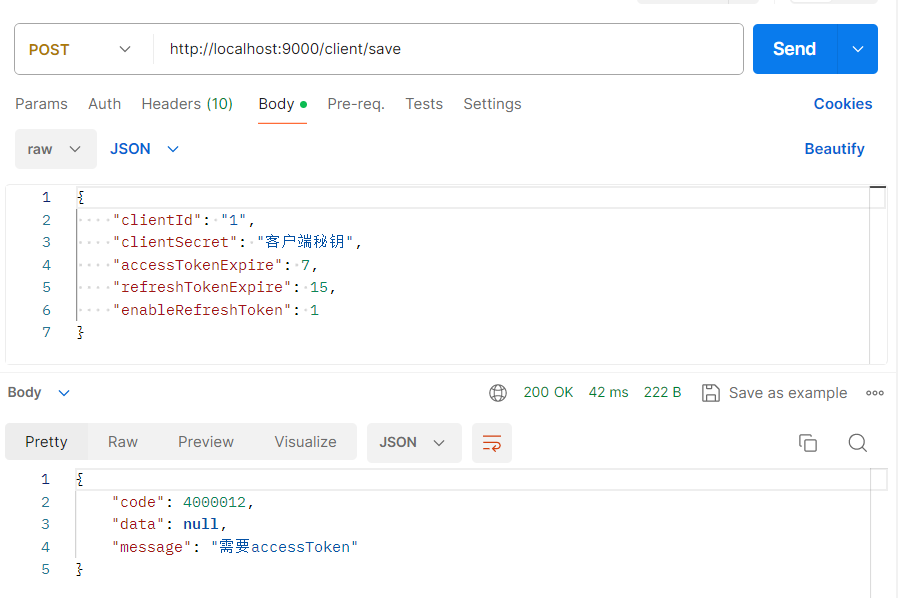 POST http://localhost:9000/client/save Send
Params Auth Headers (10) Body Pre-req. Tests Settings Cookies
raw JSON Beautify
1 {
2 "clientId": "1",
3 "clientSecret": "客户端秘钥",
4 "accessTokenExpire": 7,
5 "refreshTokenExpire": 15,
6 "enableRefreshToken": 1
7 }
Body 200 OK 42 ms 222 B Save as example
Pretty Raw Preview Visualize JSON
1 {
2 "code": 4000012,
3 "data": null,
4 "message": "需要accessToken"
5 }